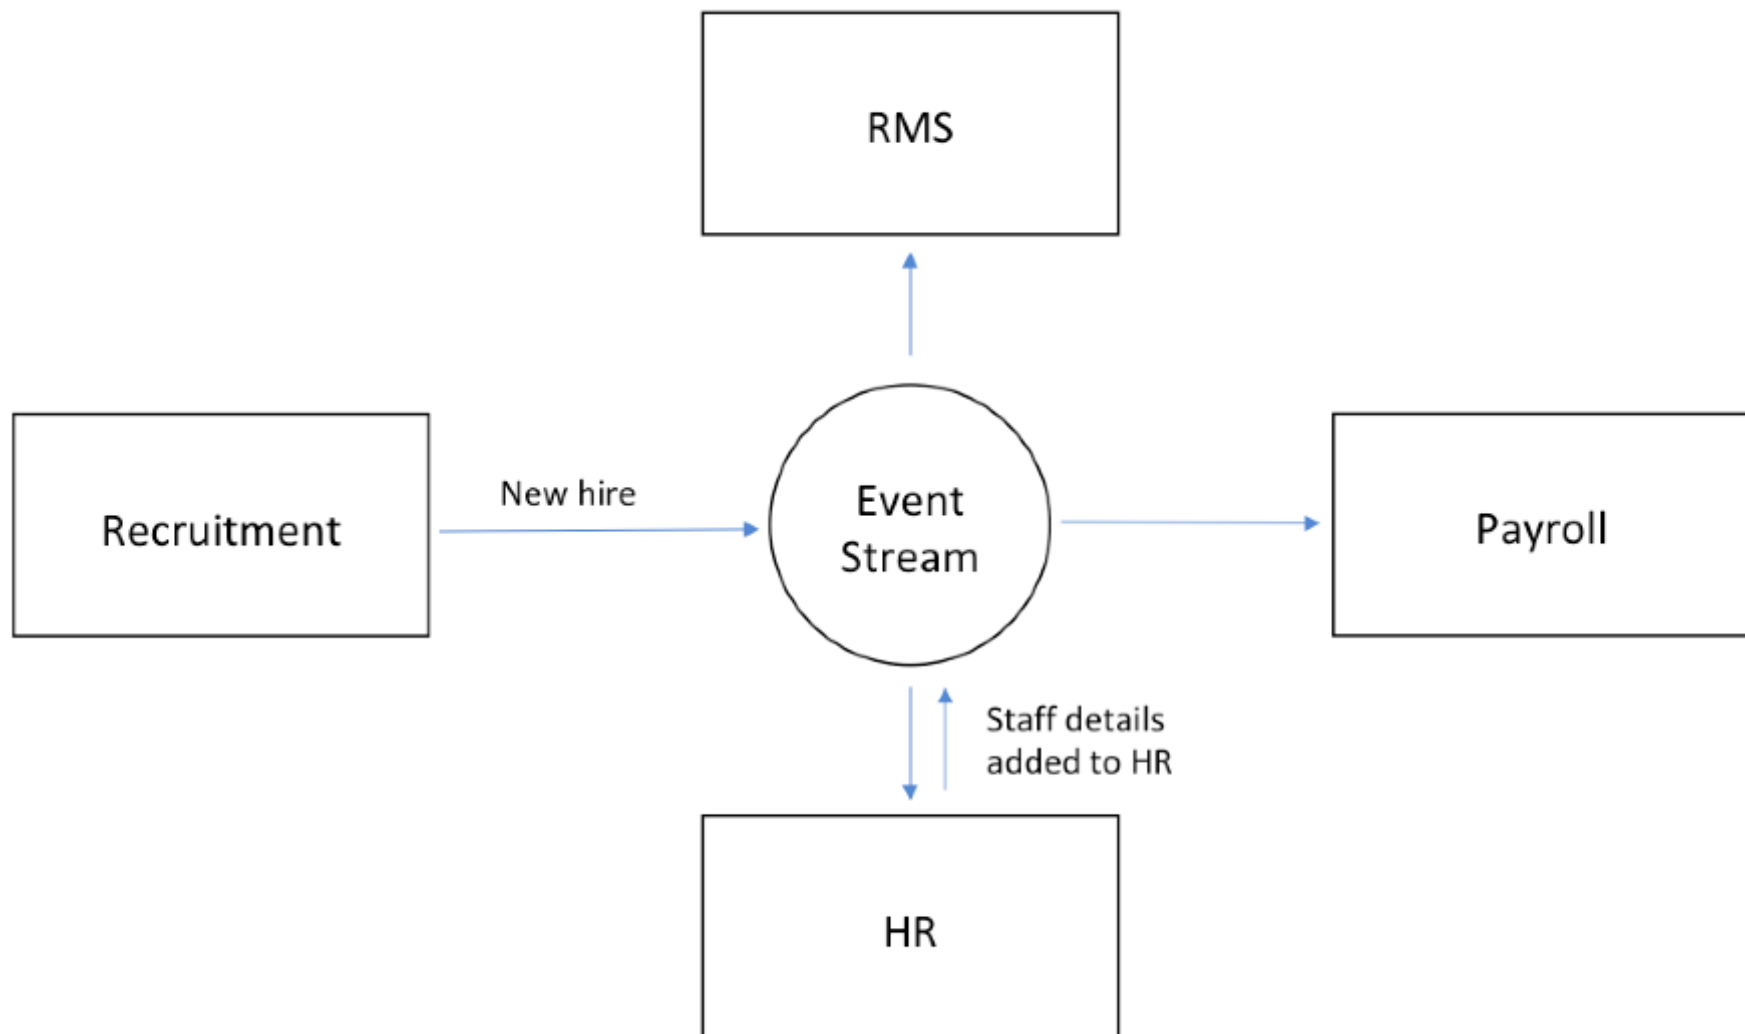 RMS
Recruitment
New hire
Event
Stream
Payroll
Staff details
added to HR
HR